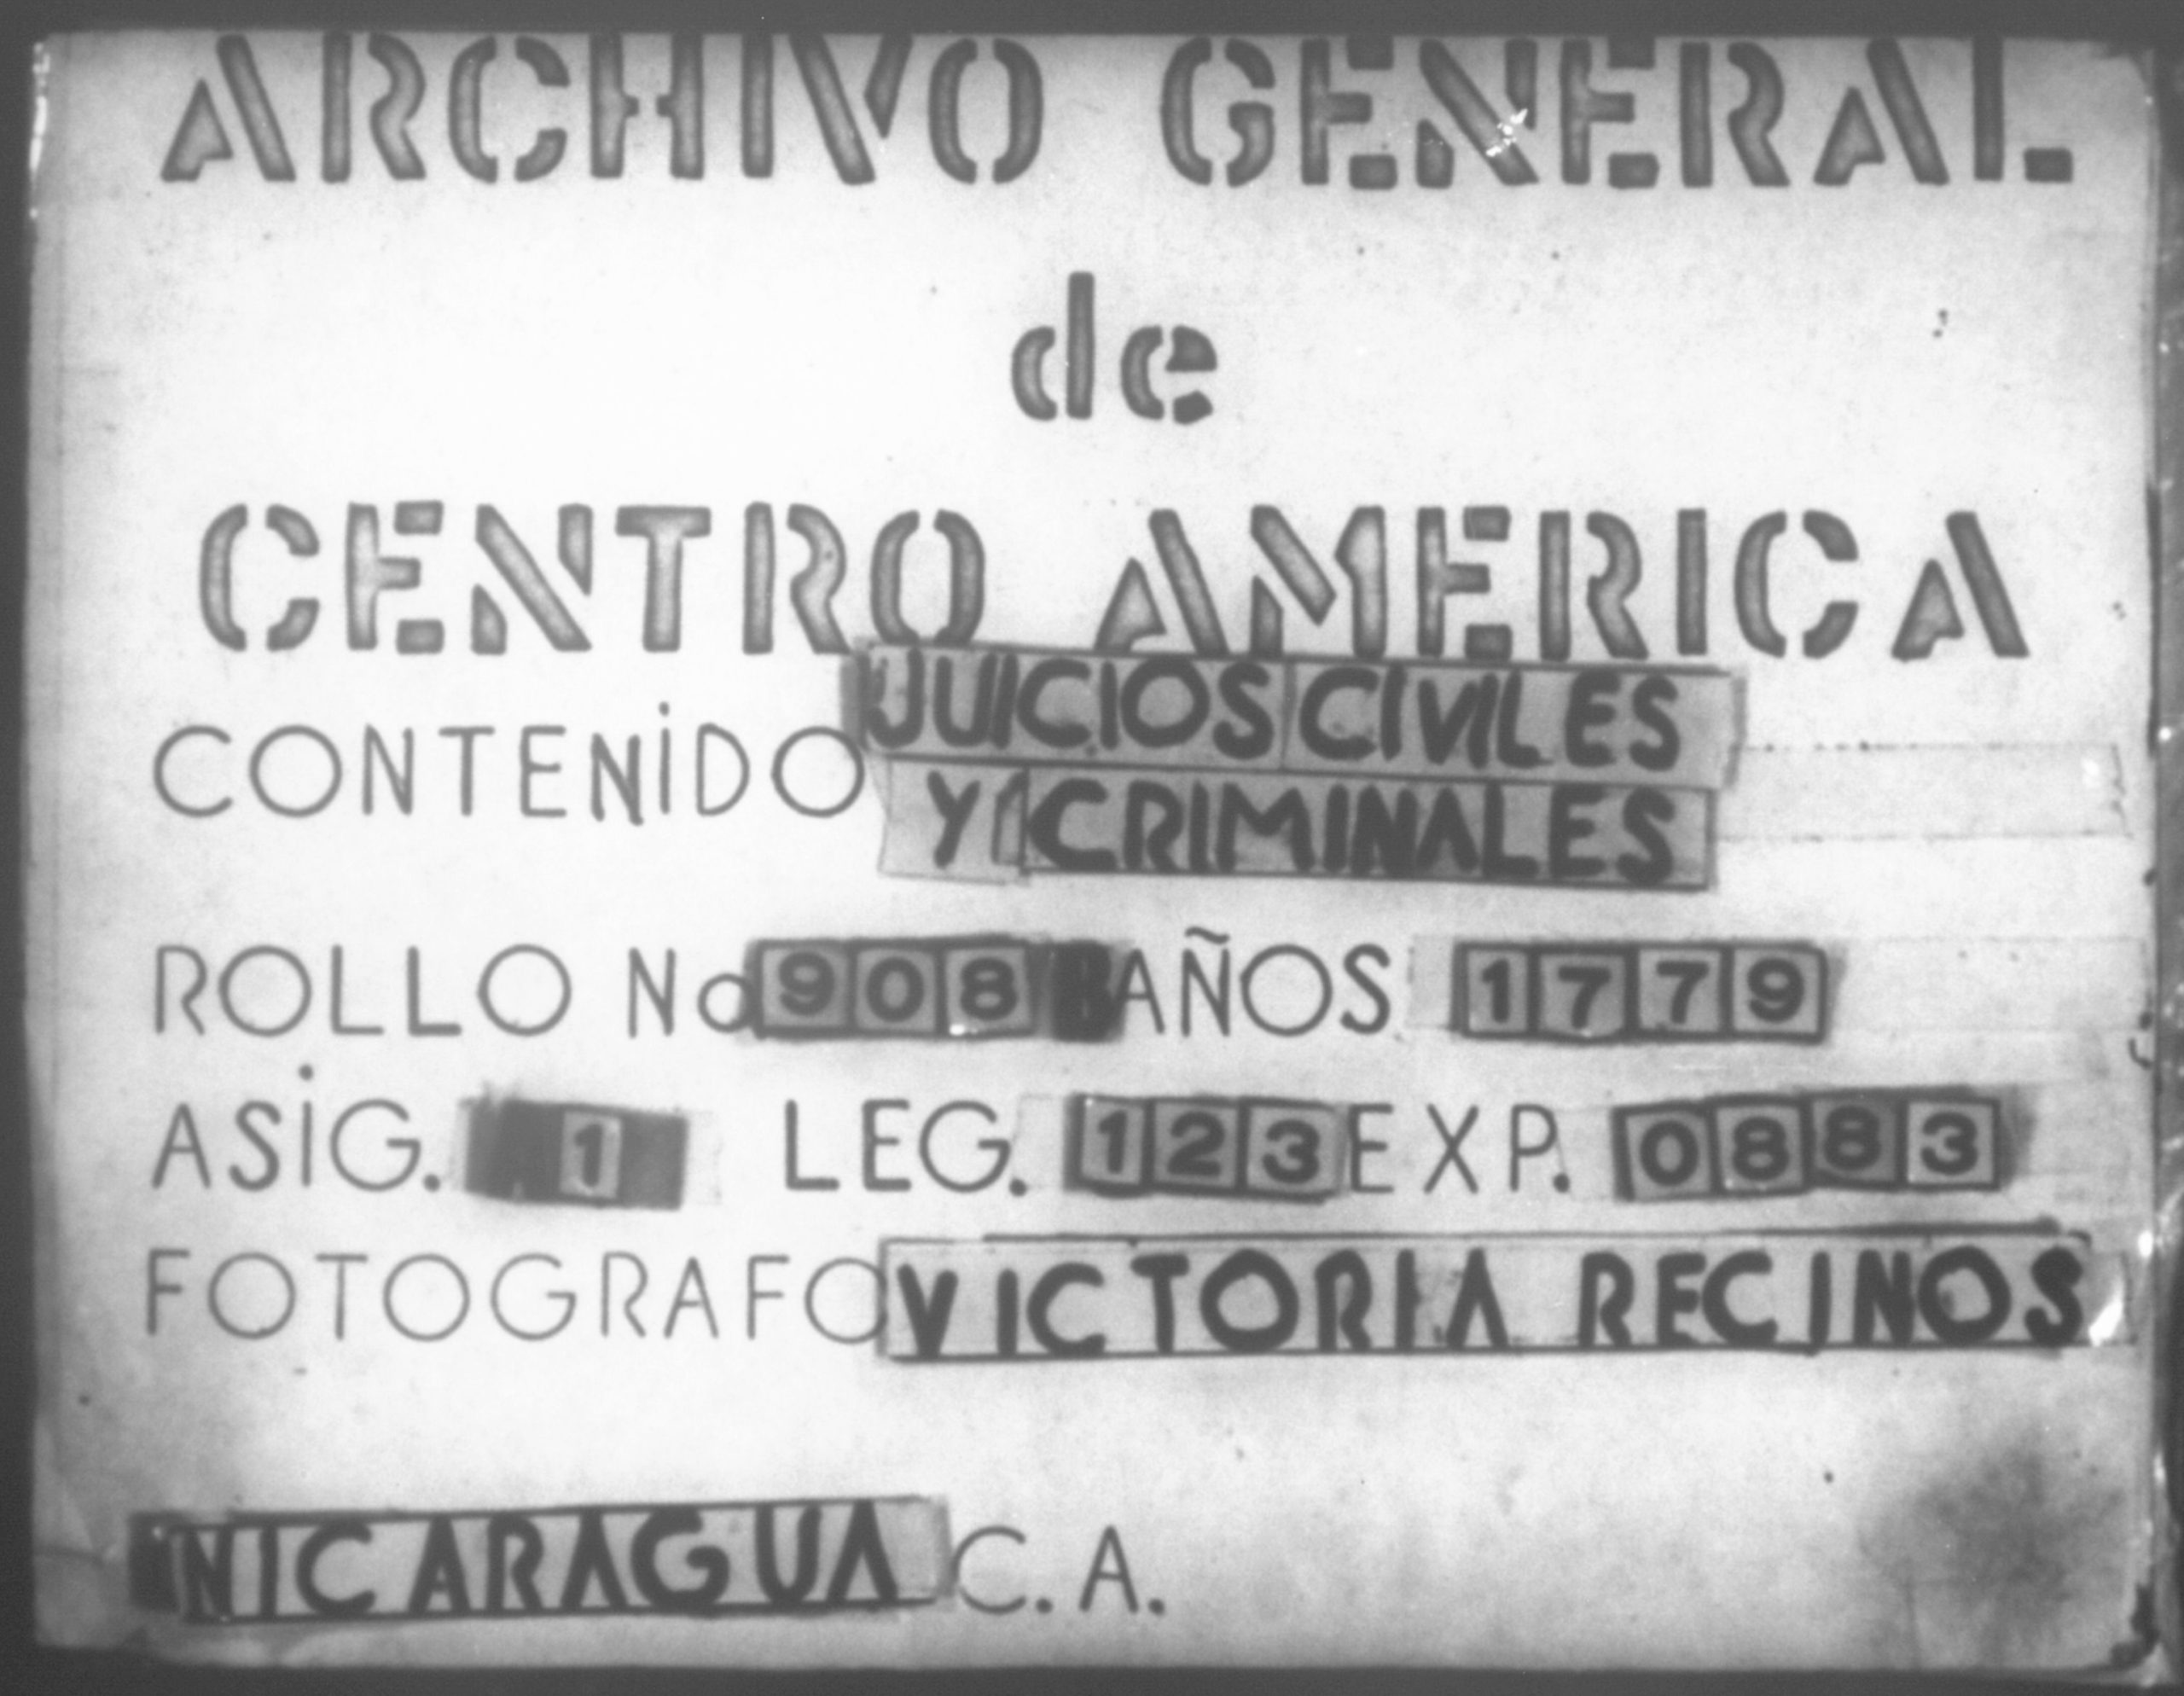 ARCHIVO GENERAL
de
CENTRO AMERICA
CONTENIDO JUICIOS CIVILES
Y CRIMINALES
ROLLO No 908 AÑOS 1779
ASIG. 1 LEG. 123 EXP. 0883
FOTOGRAFO VICTORIA RECINOS
NICARAGUA C. A.